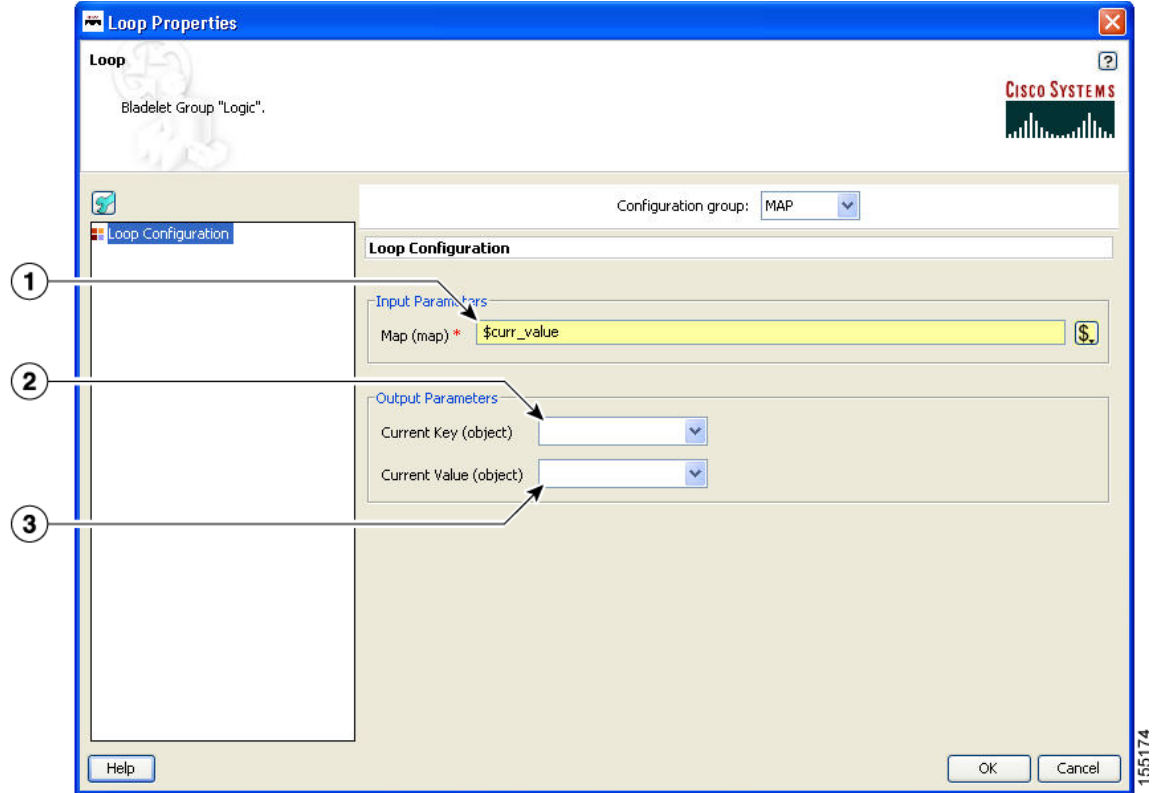 Loop Properties
Loop
?
Bladelet Group "Logic".
CISCO SYSTEMS
Configuration group: MAP
Loop Configuration
Loop Configuration
1
Input Parameters
Map (map) * $curr_value
$
2
Output Parameters
Current Key (object)
Current Value (object)
3
Help
OK
Cancel
155174